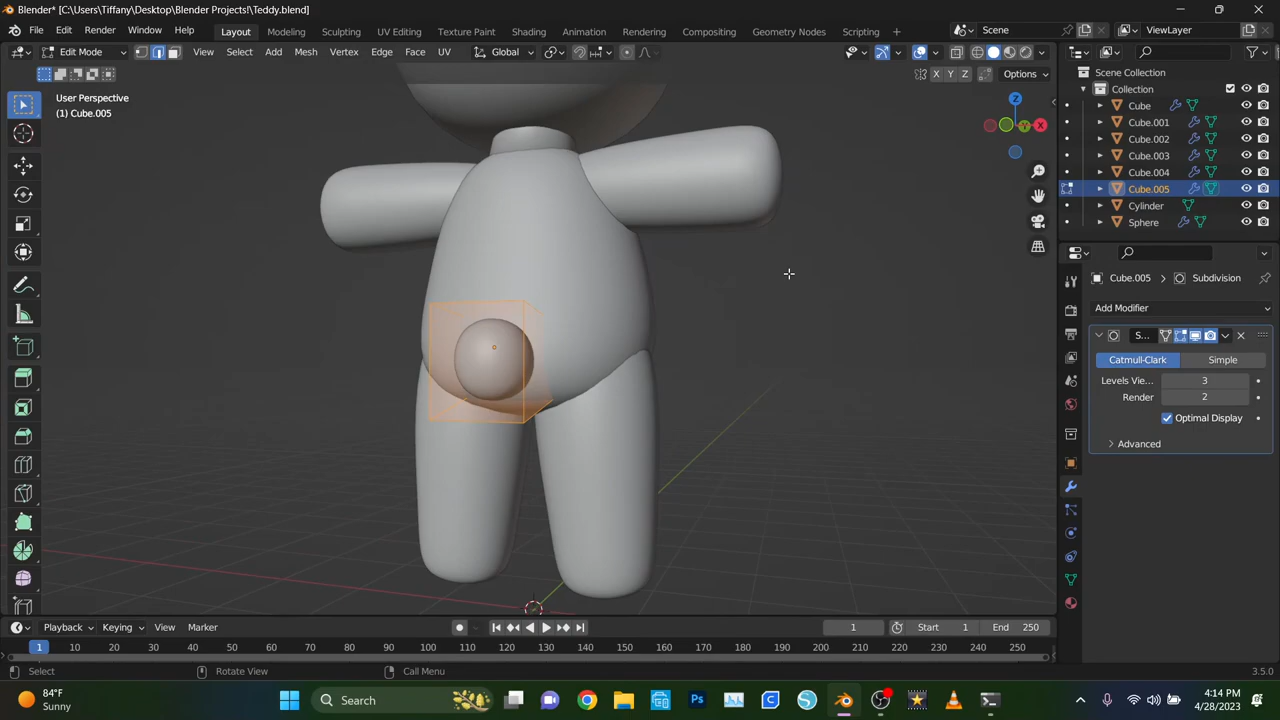 Blender* [C:\Users\Tiffany\Desktop\Blender Projects!\Teddy.blend]
File Edit Render Window Help Layout Modeling Sculpting UV Editing Texture Paint Shading Animation Rendering Compositing Geometry Nodes Scripting + Scene ViewLayer
Edit Mode View Select Add Mesh Vertex Edge Face UV Global
X Y Z Options
User Perspective
(1) Cube.005
Z
Y
X
Scene Collection
Collection
Cube
Cube.001
Cube.002
Cube.003
Cube.004
Cube.005
Cylinder
Sphere
Cube.005 > Subdivision
Add Modifier
S...
Catmull-Clark Simple
Levels Vie... 3
Render 2
Optimal Display
Advanced
Playback Keying View Marker 1 Start 1 End 250
1 10 20 30 40 50 60 70 80 90 100 110 120 130 140 150 160 170 180 190 200 210 220 230 240 250
Select Rotate View Call Menu 3.5.0
84°F
Sunny
Search
Ps
4:14 PM
4/28/2023